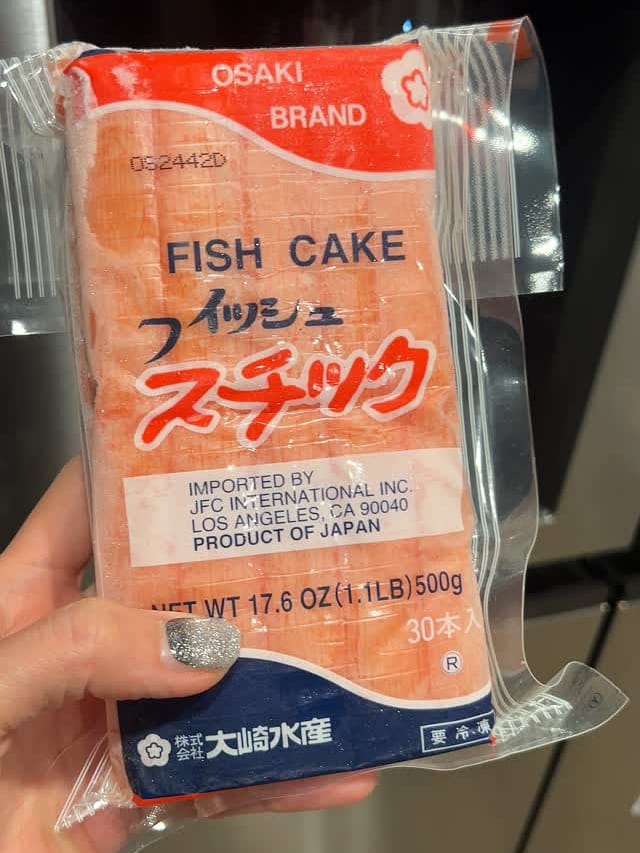 OSAKI
BRAND
OS2442D
FISH CAKE
フィッシュ
スチック
IMPORTED BY
JFC INTERNATIONAL INC.
LOS ANGELES, CA 90040
PRODUCT OF JAPAN
NET WT 17.6 OZ(1.1LB)500g
30本入
®
株式会社 大崎水産
要冷凍